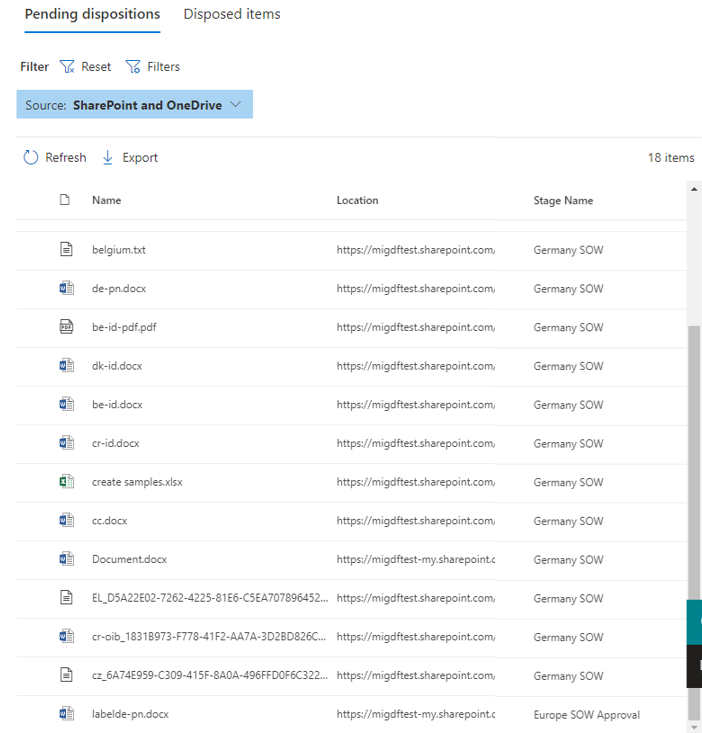 Pending dispositions Disposed items
Filter Reset Filters
Source: SharePoint and OneDrive
Refresh Export 18 items
Name Location Stage Name
belgium.txt https://migdftest.sharepoint.com/ Germany SOW
de-pn.docx https://migdftest.sharepoint.com/ Germany SOW
PDF be-id-pdf.pdf https://migdftest.sharepoint.com/ Germany SOW
dk-id.docx https://migdftest.sharepoint.com/ Germany SOW
be-id.docx https://migdftest.sharepoint.com/ Germany SOW
cr-id.docx https://migdftest.sharepoint.com/ Germany SOW
create samples.xlsx https://migdftest.sharepoint.com/ Germany SOW
cc.docx https://migdftest.sharepoint.com/ Germany SOW
Document.docx https://migdftest-my.sharepoint.c Germany SOW
EL_D5A22E02-7262-4225-81E6-C5EA707896452... https://migdftest.sharepoint.com/ Germany SOW
cr-oib_1831B973-F778-41F2-AA7A-3D2BD826C... https://migdftest.sharepoint.com/ Germany SOW
cz_6A74E959-C309-415F-8A0A-496FFD0F6C322... https://migdftest.sharepoint.com/ Germany SOW
labelde-pn.docx https://migdftest-my.sharepoint.c Europe SOW Approval